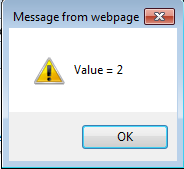 Message from webpage
Value = 2
OK